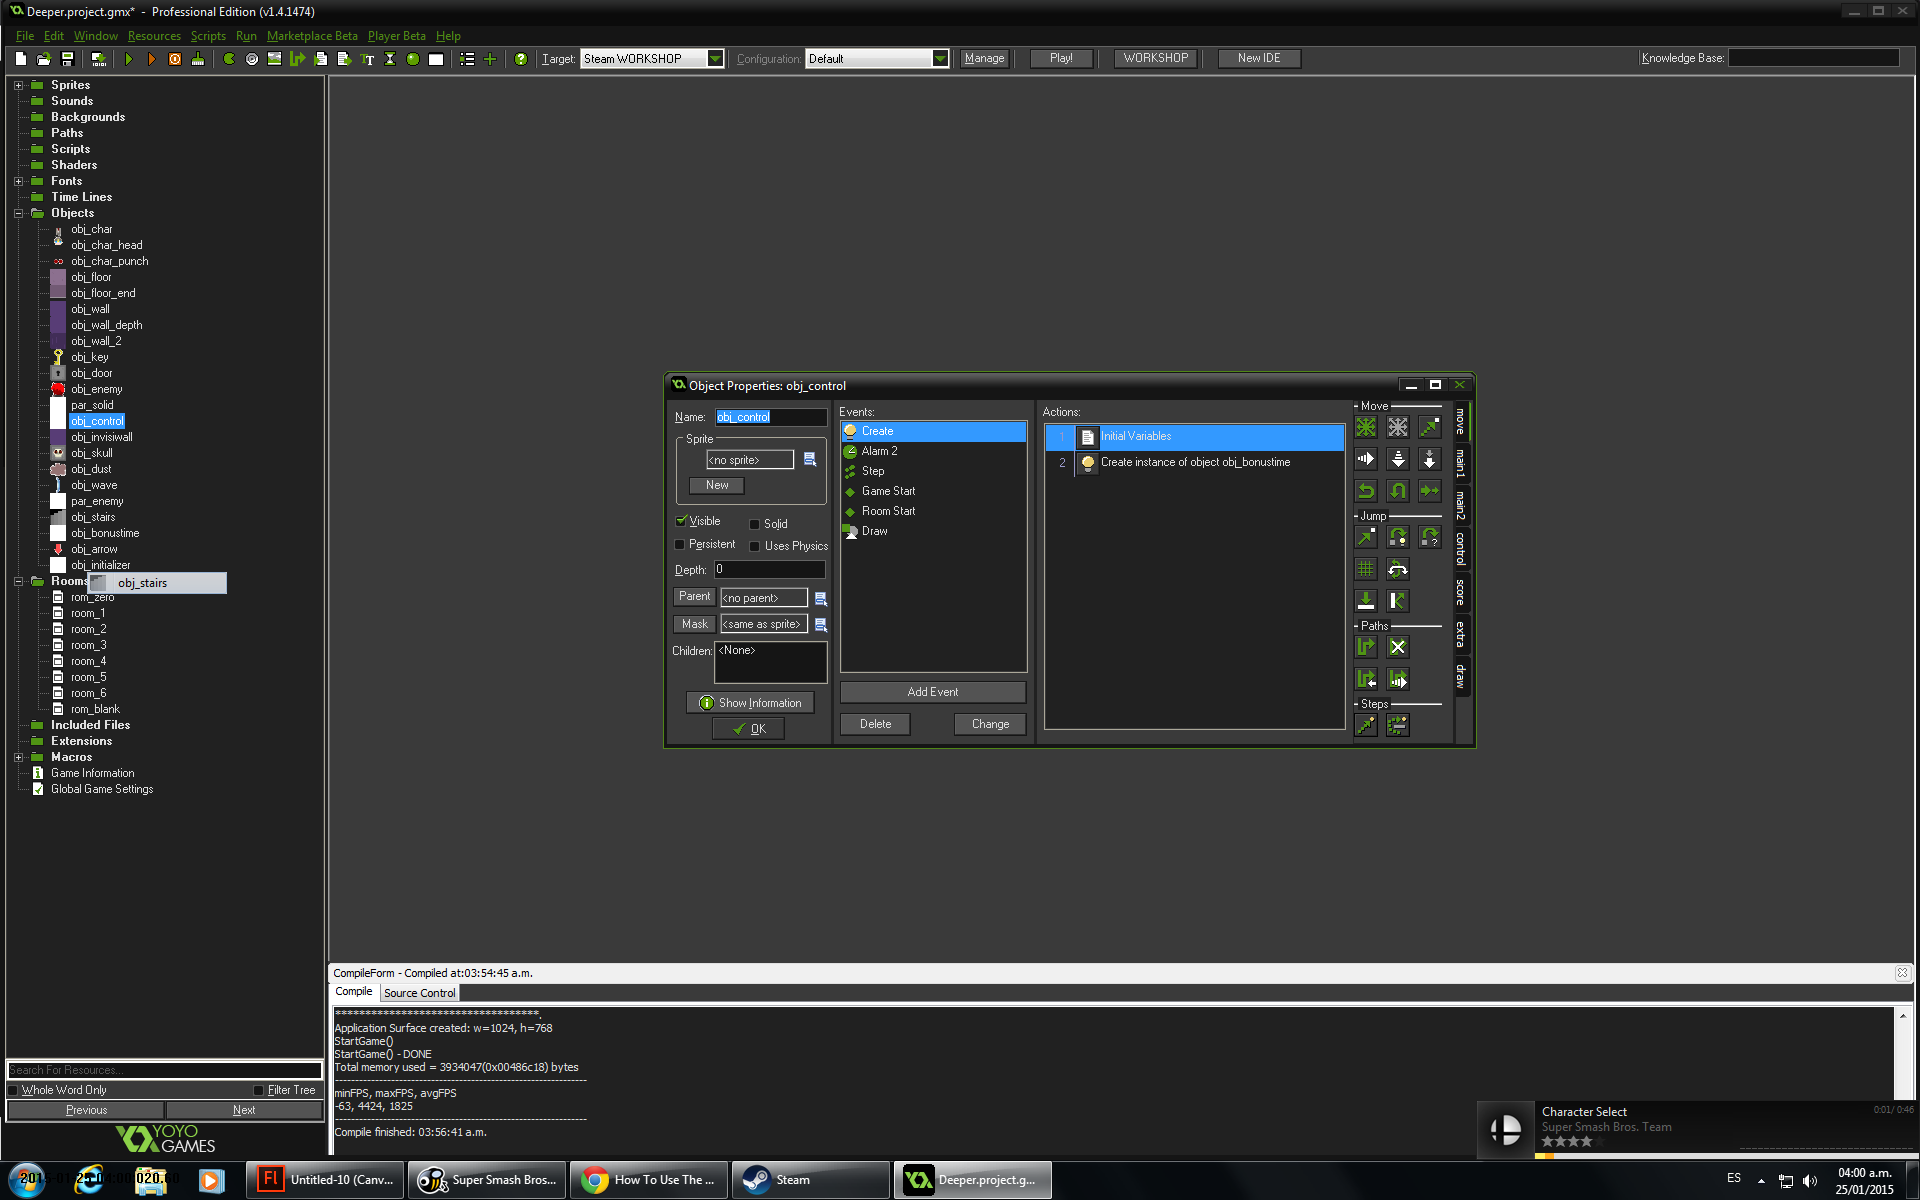 Deeper.project.gmx* - Professional Edition (v1.4.1474)
File Edit Window Resources Scripts Run Marketplace Beta Player Beta Help
Target: Steam WORKSHOP Configuration: Default Manage Play! WORKSHOP New IDE Knowledge Base:
Sprites
Sounds
Backgrounds
Paths
Scripts
Shaders
Fonts
Time Lines
Objects
obj_char
obj_char_head
obj_char_punch
obj_floor
obj_floor_end
obj_wall
obj_wall_depth
obj_wall_2
obj_key
obj_door
obj_enemy
par_solid
obj_control
obj_invisiwall
obj_skull
obj_dust
obj_wave
par_enemy
obj_stairs
obj_bonustime
obj_arrow
obj_initializer
Rooms
obj_stairs
rom_zero
room_1
room_2
room_3
room_4
room_5
room_6
rom_blank
Included Files
Extensions
Macros
Game Information
Global Game Settings
Search For Resources...
Whole Word Only Filter Tree
Previous Next
YOYO
GAMES
Object Properties: obj_control
Name: obj_control
Sprite
<no sprite>
New
Visible Solid
Persistent Uses Physics
Depth: 0
Parent <no parent>
Mask <same as sprite>
Children: <None>
Show Information
OK
Events:
Create
Alarm 2
Step
Game Start
Room Start
Draw
Add Event
Delete Change
Actions:
1 Initial Variables
2 Create instance of object obj_bonustime
Move
Jump
Paths
Steps
move
main1
main2
control
score
extra
draw
CompileForm - Compiled at:03:54:45 a.m.
Compile Source Control
**********************************.
Application Surface created: w=1024, h=768
StartGame()
StartGame() - DONE
Total memory used = 3934047(0x00486c18) bytes
minFPS, maxFPS, avgFPS
-63, 4424, 1825
Compile finished: 03:56:41 a.m.
Character Select 0:01/ 0:46
Super Smash Bros. Team
Untitled-10 (Canv... Super Smash Bros... How To Use The ... Steam Deeper.project.g...
ES
04:00 a.m.
25/01/2015